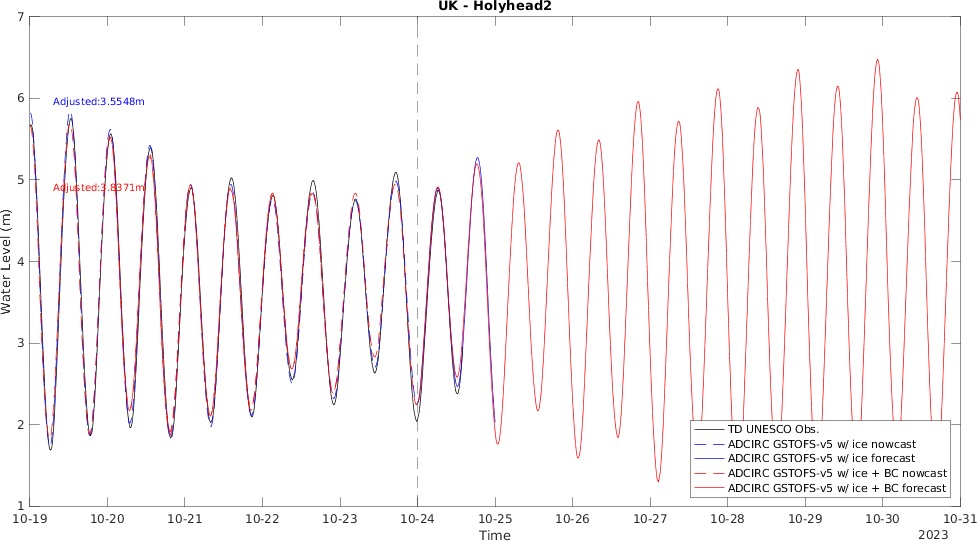 UK - Holyhead2
7
6
5
4
3
2
1
Water Level (m)
Adjusted:3.5548m
Adjusted:3.8371m
TD UNESCO Obs.
ADCIRC GSTOFS-v5 w/ ice nowcast
ADCIRC GSTOFS-v5 w/ ice forecast
ADCIRC GSTOFS-v5 w/ ice + BC nowcast
ADCIRC GSTOFS-v5 w/ ice + BC forecast
10-19 10-20 10-21 10-22 10-23 10-24 10-25 10-26 10-27 10-28 10-29 10-30 10-31
Time
2023